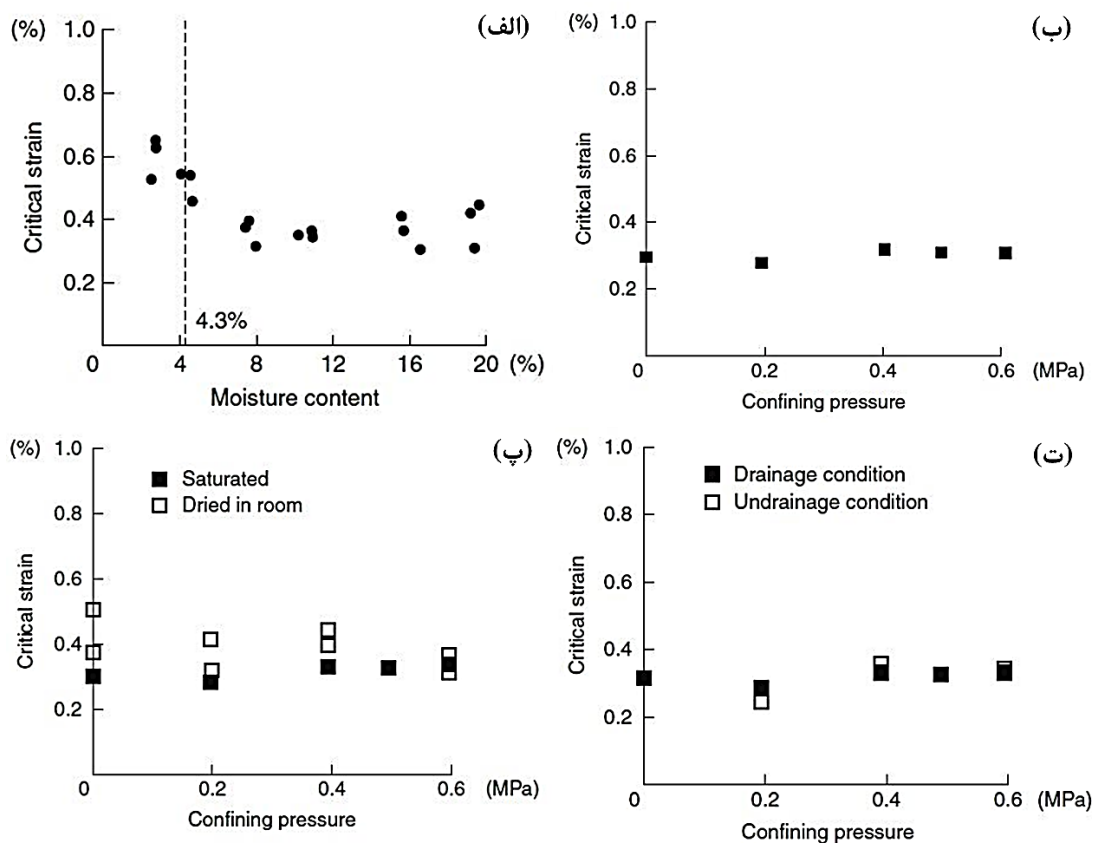 (%)
1.0
(الف)
0.8
0.6
0.4
0.2
Critical strain
4.3%
0 4 8 12 16 20 (%)
Moisture content
(%)
1.0
(ب)
0.8
0.6
0.4
0.2
Critical strain
0 0.2 0.4 0.6 (MPa)
Confining pressure
(%)
1.0
(پ)
Saturated
Dried in room
0.8
0.6
0.4
0.2
Critical strain
0 0.2 0.4 0.6 (MPa)
Confining pressure
(%)
1.0
(ت)
Drainage condition
Undrainage condition
0.8
0.6
0.4
0.2
Critical strain
0 0.2 0.4 0.6 (MPa)
Confining pressure